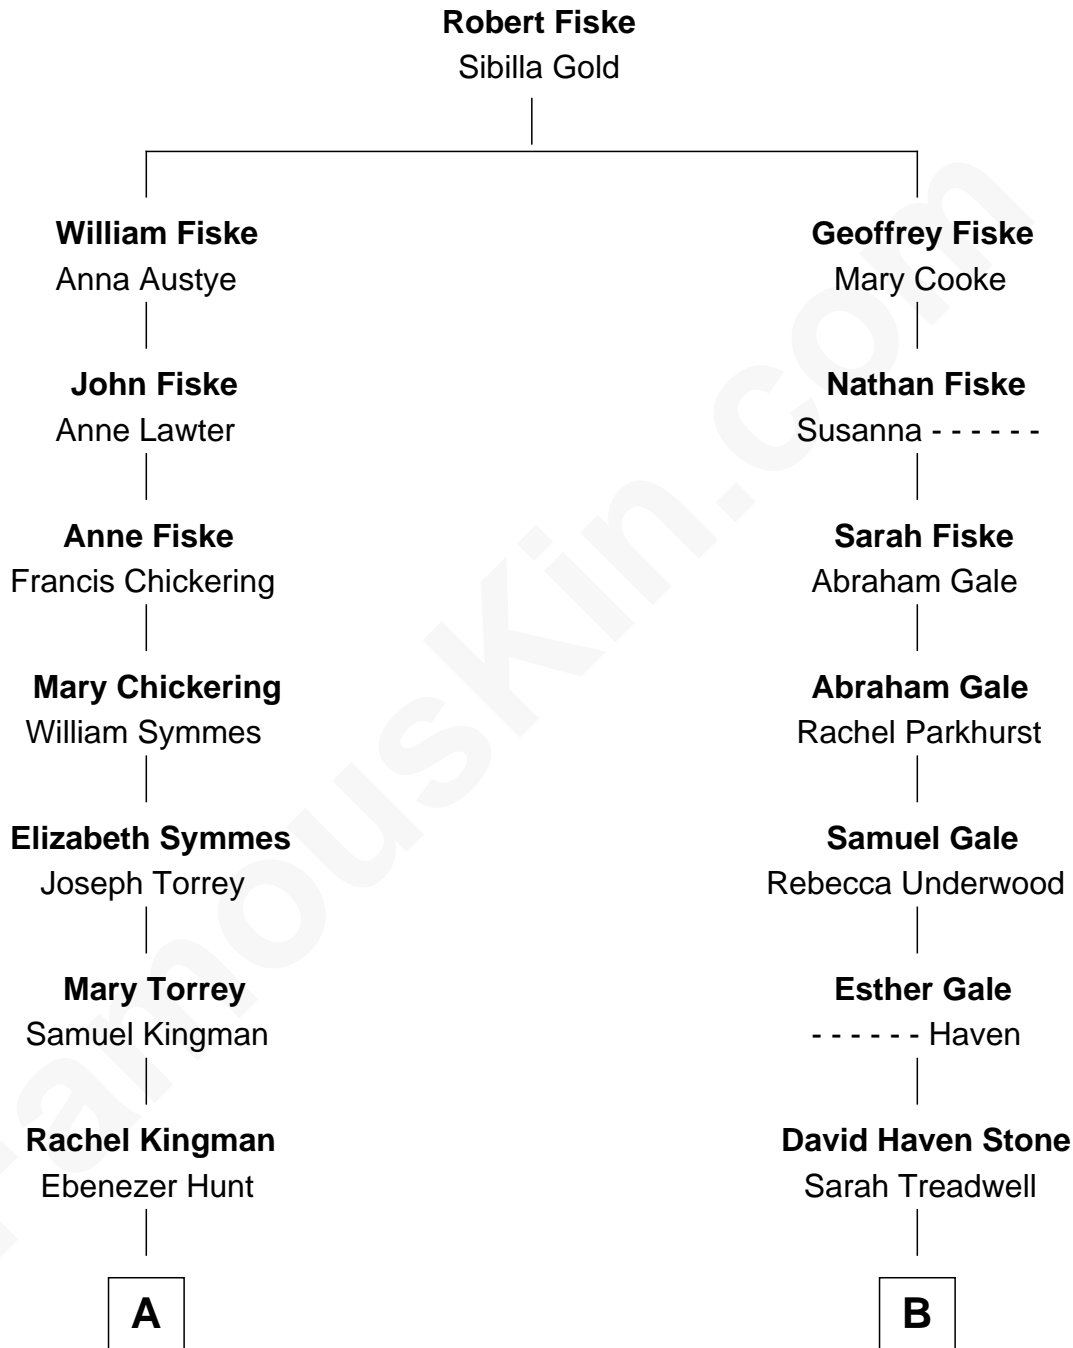 Robert Fiske
Sibilla Gold
William Fiske
Anna Austye
John Fiske
Anne Lawter
Anne Fiske
Francis Chickering
Mary Chickering
William Symmes
Elizabeth Symmes
Joseph Torrey
Mary Torrey
Samuel Kingman
Rachel Kingman
Ebenezer Hunt
A
Geoffrey Fiske
Mary Cooke
Nathan Fiske
Susanna - - - - - -
Sarah Fiske
Abraham Gale
Abraham Gale
Rachel Parkhurst
Samuel Gale
Rebecca Underwood
Esther Gale
- - - - - - Haven
David Haven Stone
Sarah Treadwell
B
FamousKin.com